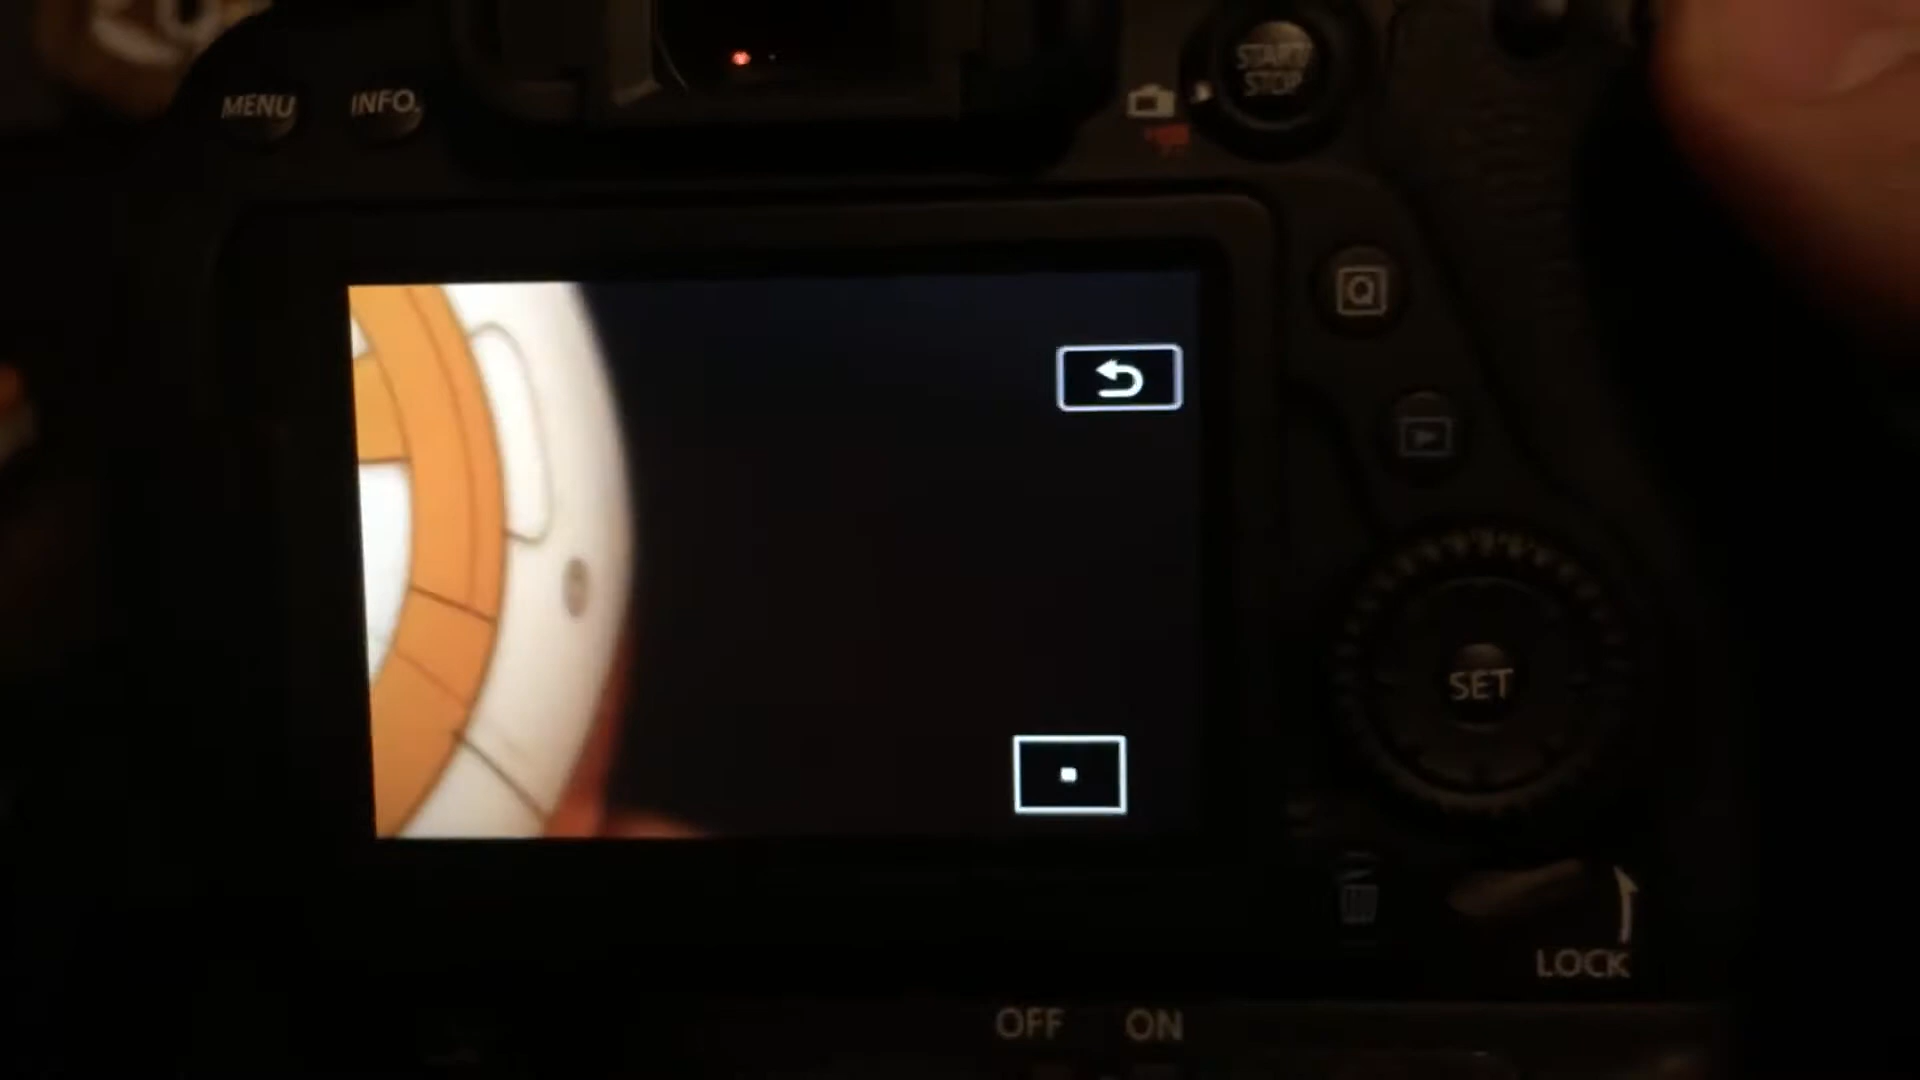 MENU
INFO.
START/
STOP
Q
SET
LOCK
OFF
ON